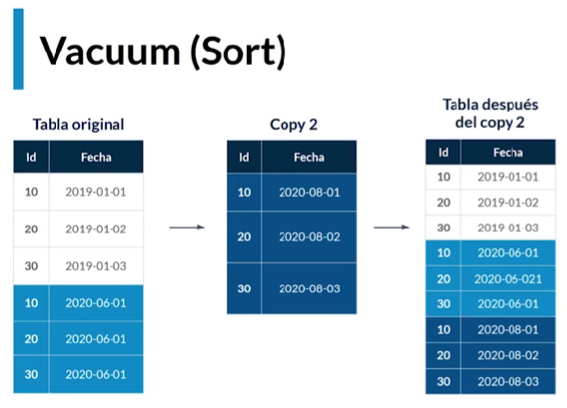 Vacuum (Sort)
Tabla original
Id Fecha
10 2019-01-01
20 2019-01-02
30 2019-01-03
10 2020-06-01
20 2020-06-01
30 2020-06-01
Copy 2
Id Fecha
10 2020-08-01
20 2020-08-02
30 2020-08-03
Tabla después
del copy 2
Id Fecha
10 2019-01-01
20 2019-01-02
30 2019-01-03
10 2020-06-01
20 2020-06-021
30 2020-06-01
10 2020-08-01
20 2020-08-02
30 2020-08-03